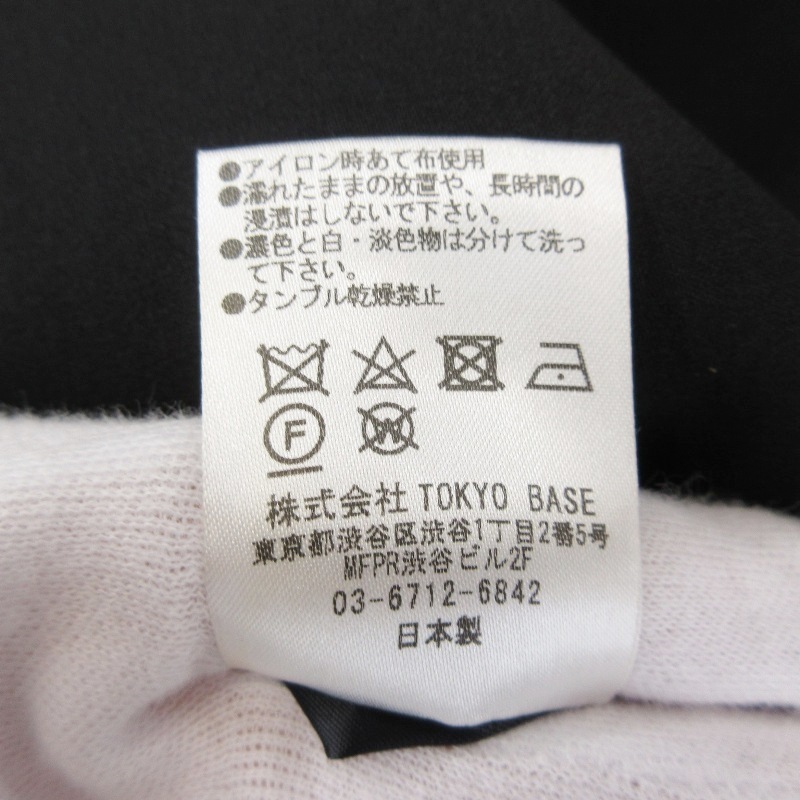 ●アイロン時あて布使用
●濡れたままの放置や、長時間の
浸漬はしないで下さい。
●濃色と白・淡色物は分けて洗っ
て下さい。
●タンブル乾燥禁止
F W
株式会社 TOKYO BASE
東京都渋谷区渋谷1丁目2番5号
MFPR渋谷ビル2F
03-6712-6842
日本製